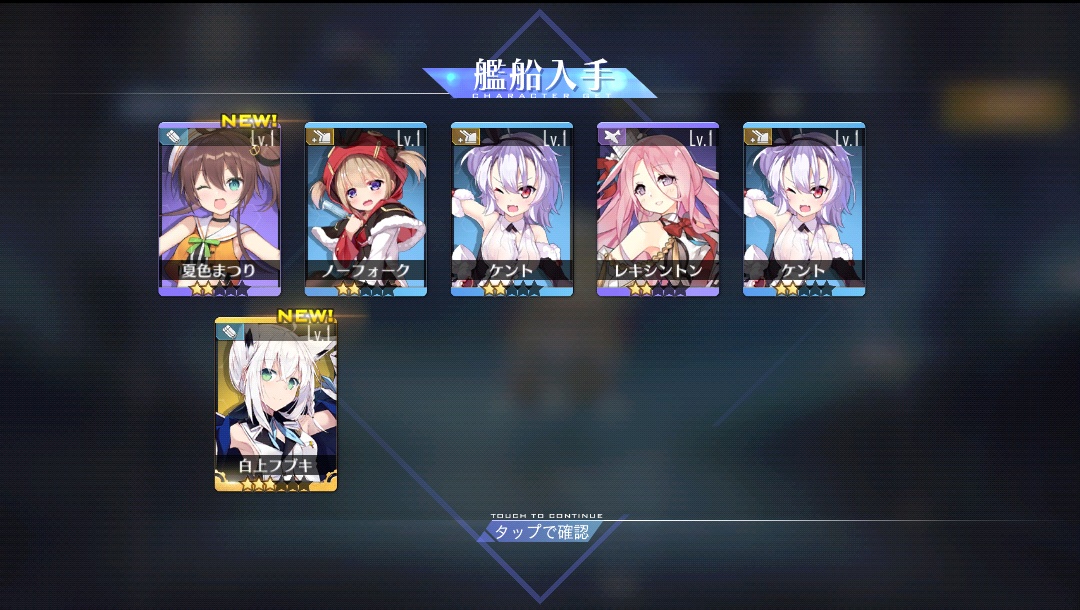 艦船入手
CHARACTER GET
NEW!
Lv.1
Lv.1
Lv.1
Lv.1
Lv.1
夏色まつり
ノーフォーク
ケント
レキシントン
ケント
NEW!
Lv.1
白上フブキ
TOUCH TO CONTINUE
タップで確認